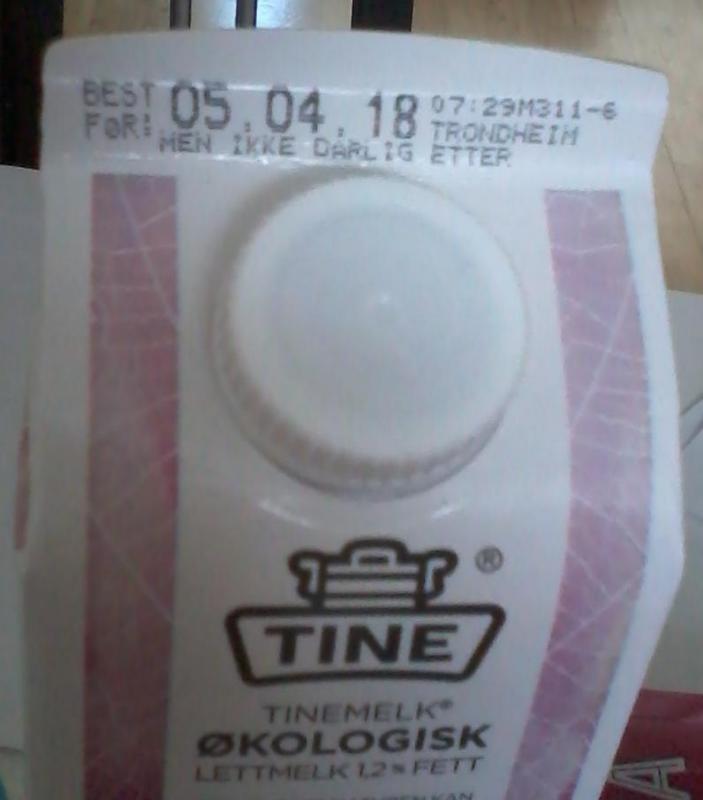 BEST FØR: 05.04.18 07:29M311-6
TRONDHEIM
MEN IKKE DÅRLIG ETTER
®
TINE
TINEMELK®
ØKOLOGISK
LETTMELK 1,2% FETT
KAN
A